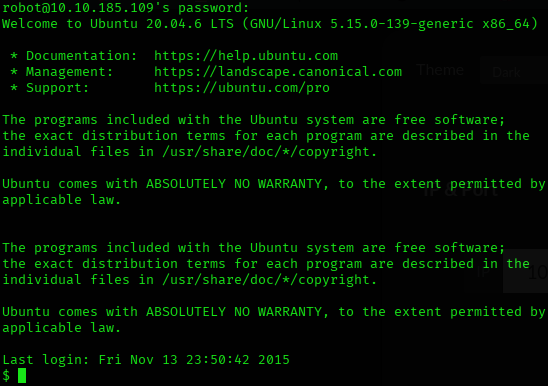 robot@10.10.185.109's password:
Welcome to Ubuntu 20.04.6 LTS (GNU/Linux 5.15.0-139-generic x86_64)
* Documentation:  https://help.ubuntu.com
* Management:     https://landscape.canonical.com
* Support:        https://ubuntu.com/pro
Theme Dark
The programs included with the Ubuntu system are free software;
the exact distribution terms for each program are described in the
individual files in /usr/share/doc/*/copyright.
Ubuntu comes with ABSOLUTELY NO WARRANTY, to the extent permitted by
applicable law.
The programs included with the Ubuntu system are free software;
the exact distribution terms for each program are described in the
individual files in /usr/share/doc/*/copyright.
Ubuntu comes with ABSOLUTELY NO WARRANTY, to the extent permitted by
applicable law.
Last login: Fri Nov 13 23:50:42 2015
$